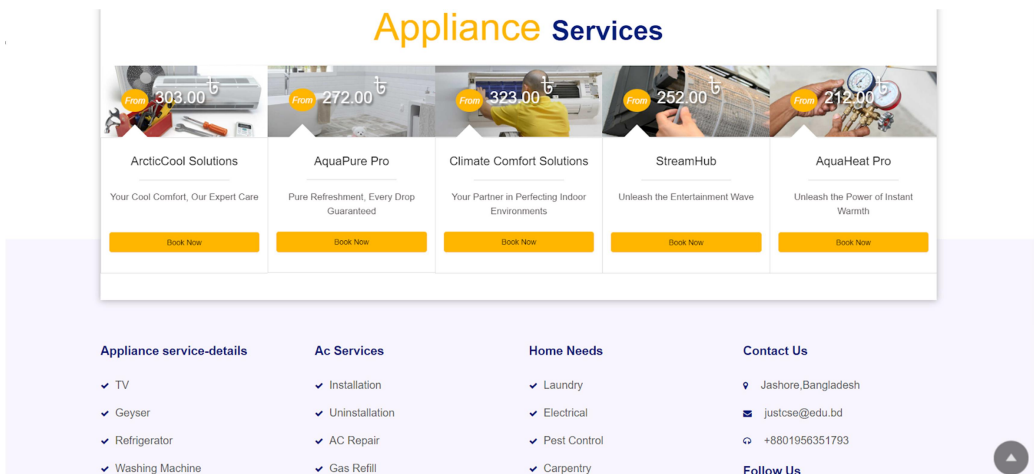 Appliance Services
From 303.00 ৳
From 272.00 ৳
From 323.00 ৳
From 252.00 ৳
From 212.00 ৳
ArcticCool Solutions
Your Cool Comfort, Our Expert Care
Book Now
AquaPure Pro
Pure Refreshment, Every Drop
Guaranteed
Book Now
Climate Comfort Solutions
Your Partner in Perfecting Indoor
Environments
Book Now
StreamHub
Unleash the Entertainment Wave
Book Now
AquaHeat Pro
Unleash the Power of Instant
Warmth
Book Now
Appliance service-details
TV
Geyser
Refrigerator
Washing Machine
Ac Services
Installation
Uninstallation
AC Repair
Gas Refill
Home Needs
Laundry
Electrical
Pest Control
Carpentry
Contact Us
Jashore,Bangladesh
justcse@edu.bd
+8801956351793
Follow Us